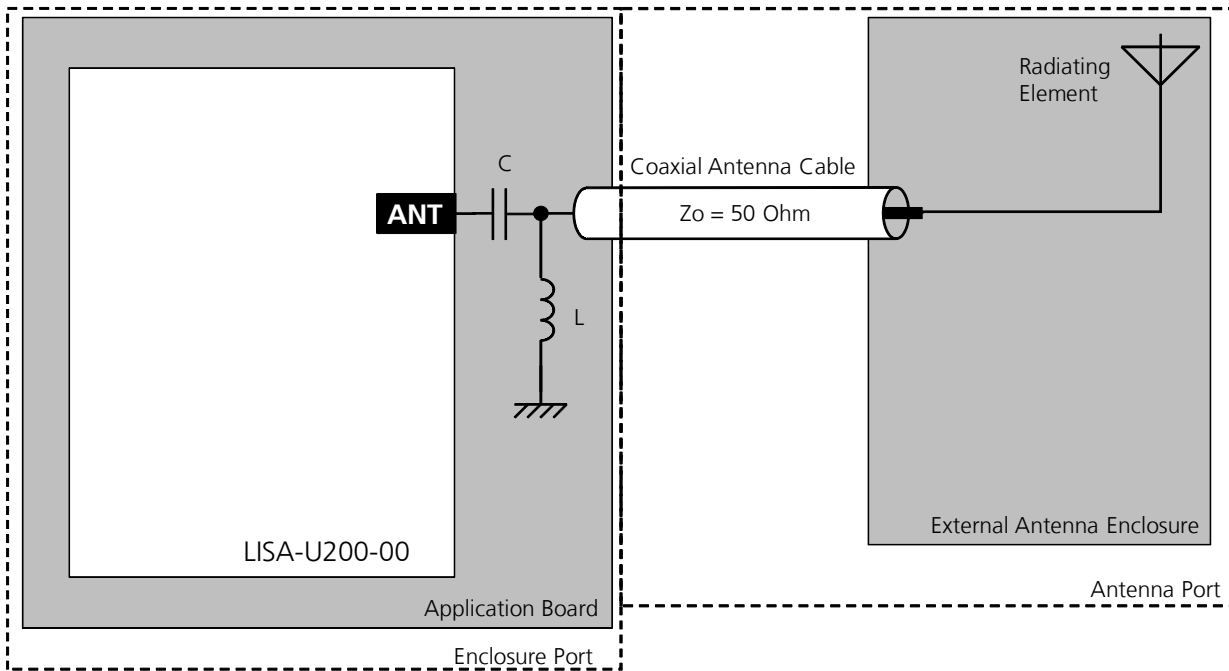 ANT
C
L
LISA-U200-00
Application Board
Enclosure Port
Coaxial Antenna Cable
Zo = 50 Ohm
Radiating
Element
External Antenna Enclosure
Antenna Port